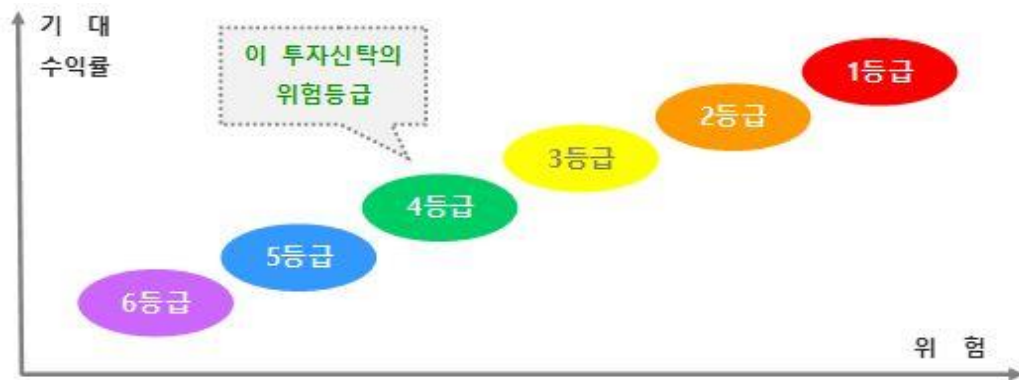 기 대
수익률
이 투자신탁의
위험등급
1등급
2등급
3등급
4등급
5등급
6등급
위 험